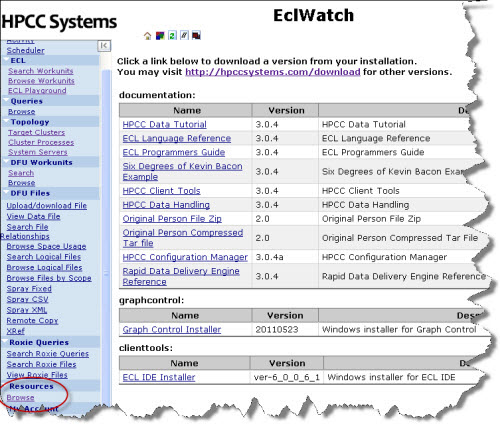 HPCC Systems
EclWatch
Scheduler
ECL
Search Workunits
Browse Workunits
ECL Playground
Queries
Browse
Topology
Target Clusters
Cluster Processes
System Servers
DFU Workunits
Search
Browse
DFU Files
Upload/download File
View Data File
Search File
Relationships
Browse Space Usage
Search Logical Files
Browse Logical Files
Browse Files by Scope
Spray Fixed
Spray CSV
Spray XML
Remote Copy
XRef
Roxie Queries
Search Roxie Queries
Search Roxie Files
View Roxie Files
Resources
Browse
My Account
Click a link below to download a version from your installation.
You may visit http://hpccsystems.com/download for other versions.
documentation:
Name Version De
HPCC Data Tutorial 3.0.4 HPCC Data Tutorial
ECL Language Reference 3.0.4 ECL Language Reference
ECL Programmers Guide 3.0.4 ECL Programmers Guide
Six Degrees of Kevin Bacon Example 3.0.4 Six Degrees of Kevin Bacon Exam
HPCC Client Tools 3.0.4 HPCC Client Tools
HPCC Data Handling 3.0.4 HPCC Data Handling
Original Person File Zip 2.0 Original Person File Zip
Original Person Compressed Tar file 2.0 Original Person Compressed Tar File
HPCC Configuration Manager 3.0.4a HPCC Configuration Manager
Rapid Data Delivery Engine Reference 3.0.4 Rapid Data Delivery Engine Reference
graphcontrol:
Name Version Des
Graph Control Installer 20110523 Windows installer for Graph Control
clienttools:
Name Version Desc
ECL IDE Installer ver-6_0_0_6_1 Windows installer for ECL IDE